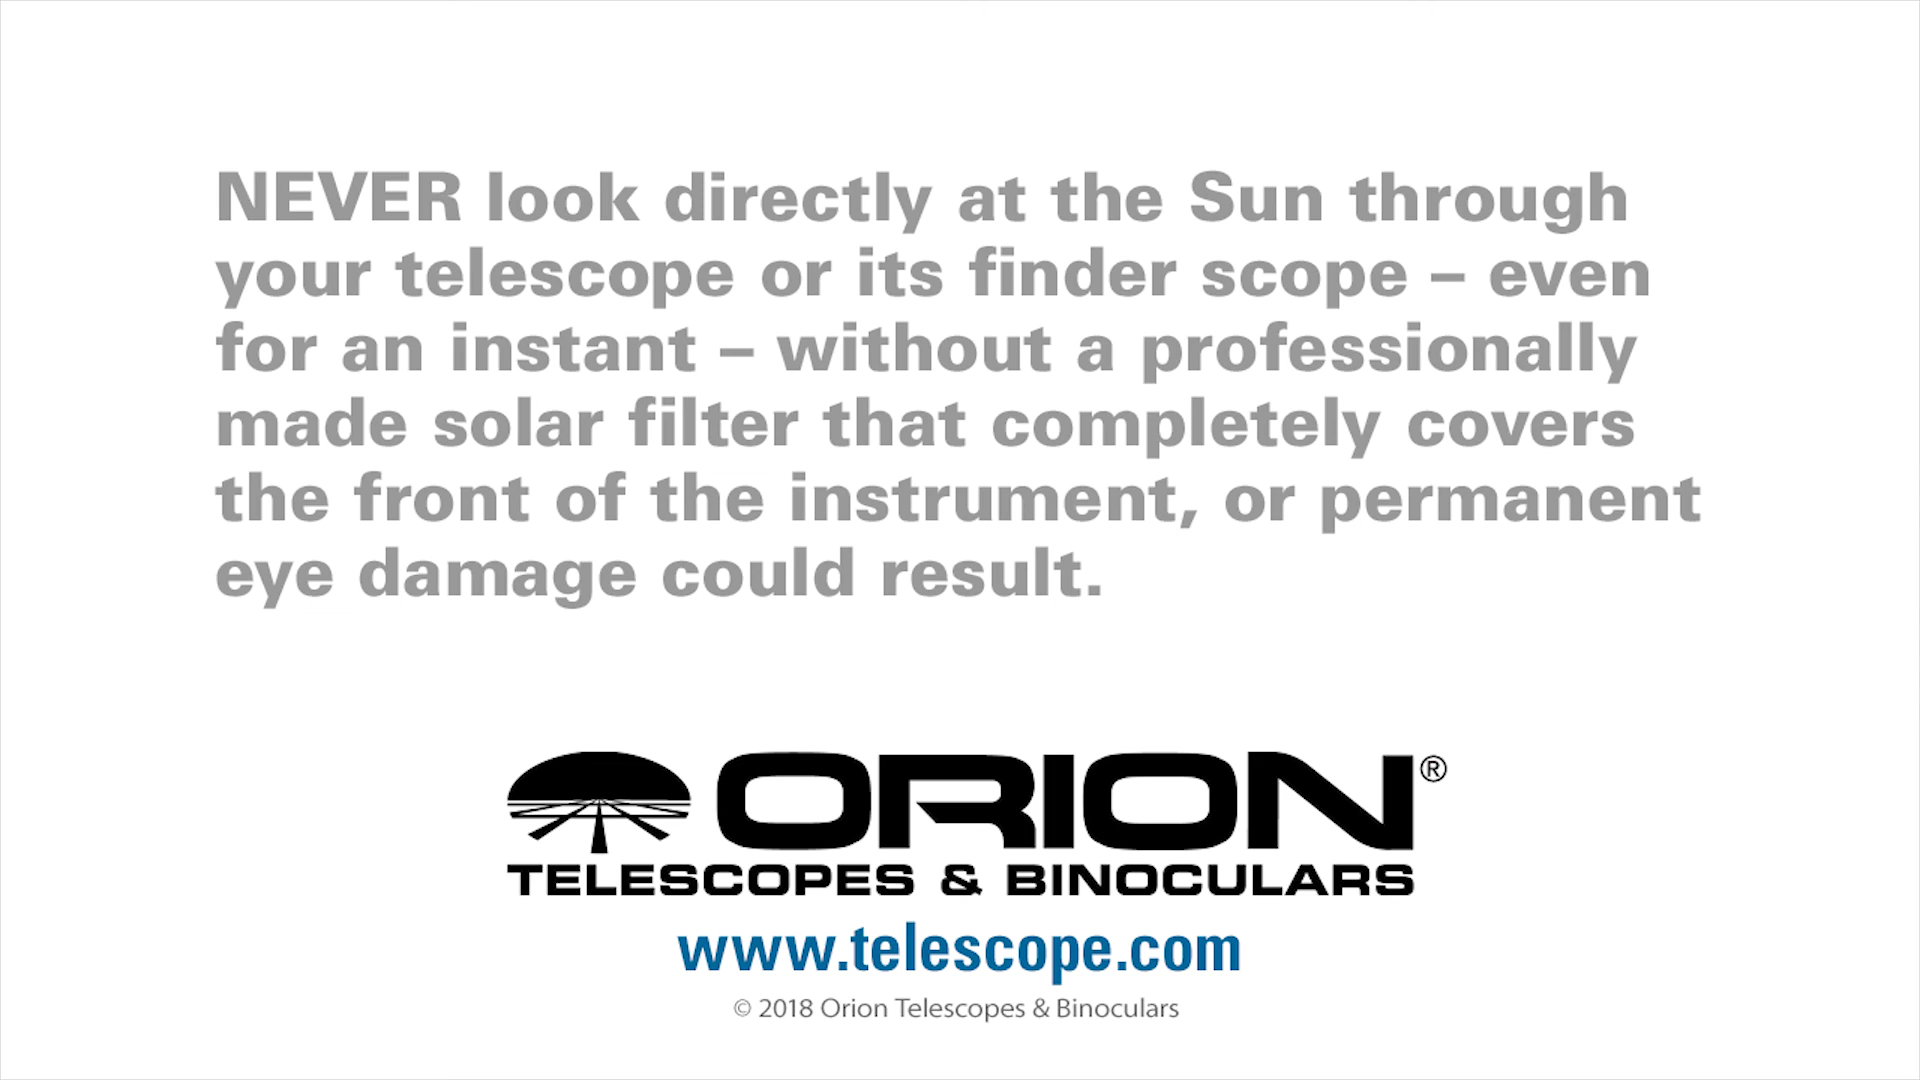 NEVER look directly at the Sun through
your telescope or its finder scope – even
for an instant – without a professionally
made solar filter that completely covers
the front of the instrument, or permanent
eye damage could result.
ORION®
TELESCOPES & BINOCULARS
www.telescope.com
© 2018 Orion Telescopes & Binoculars